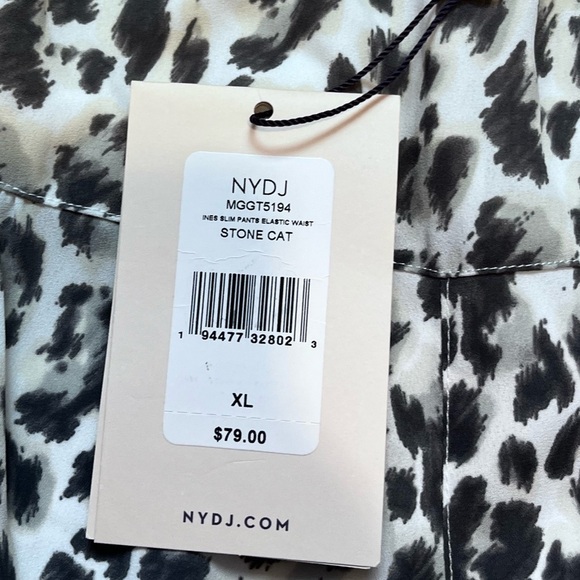 NYDJ
MGGT5194
INES SLIM PANTS ELASTIC WAIST
STONE CAT
1 94477 32802 3
XL
$79.00
NYDJ.COM